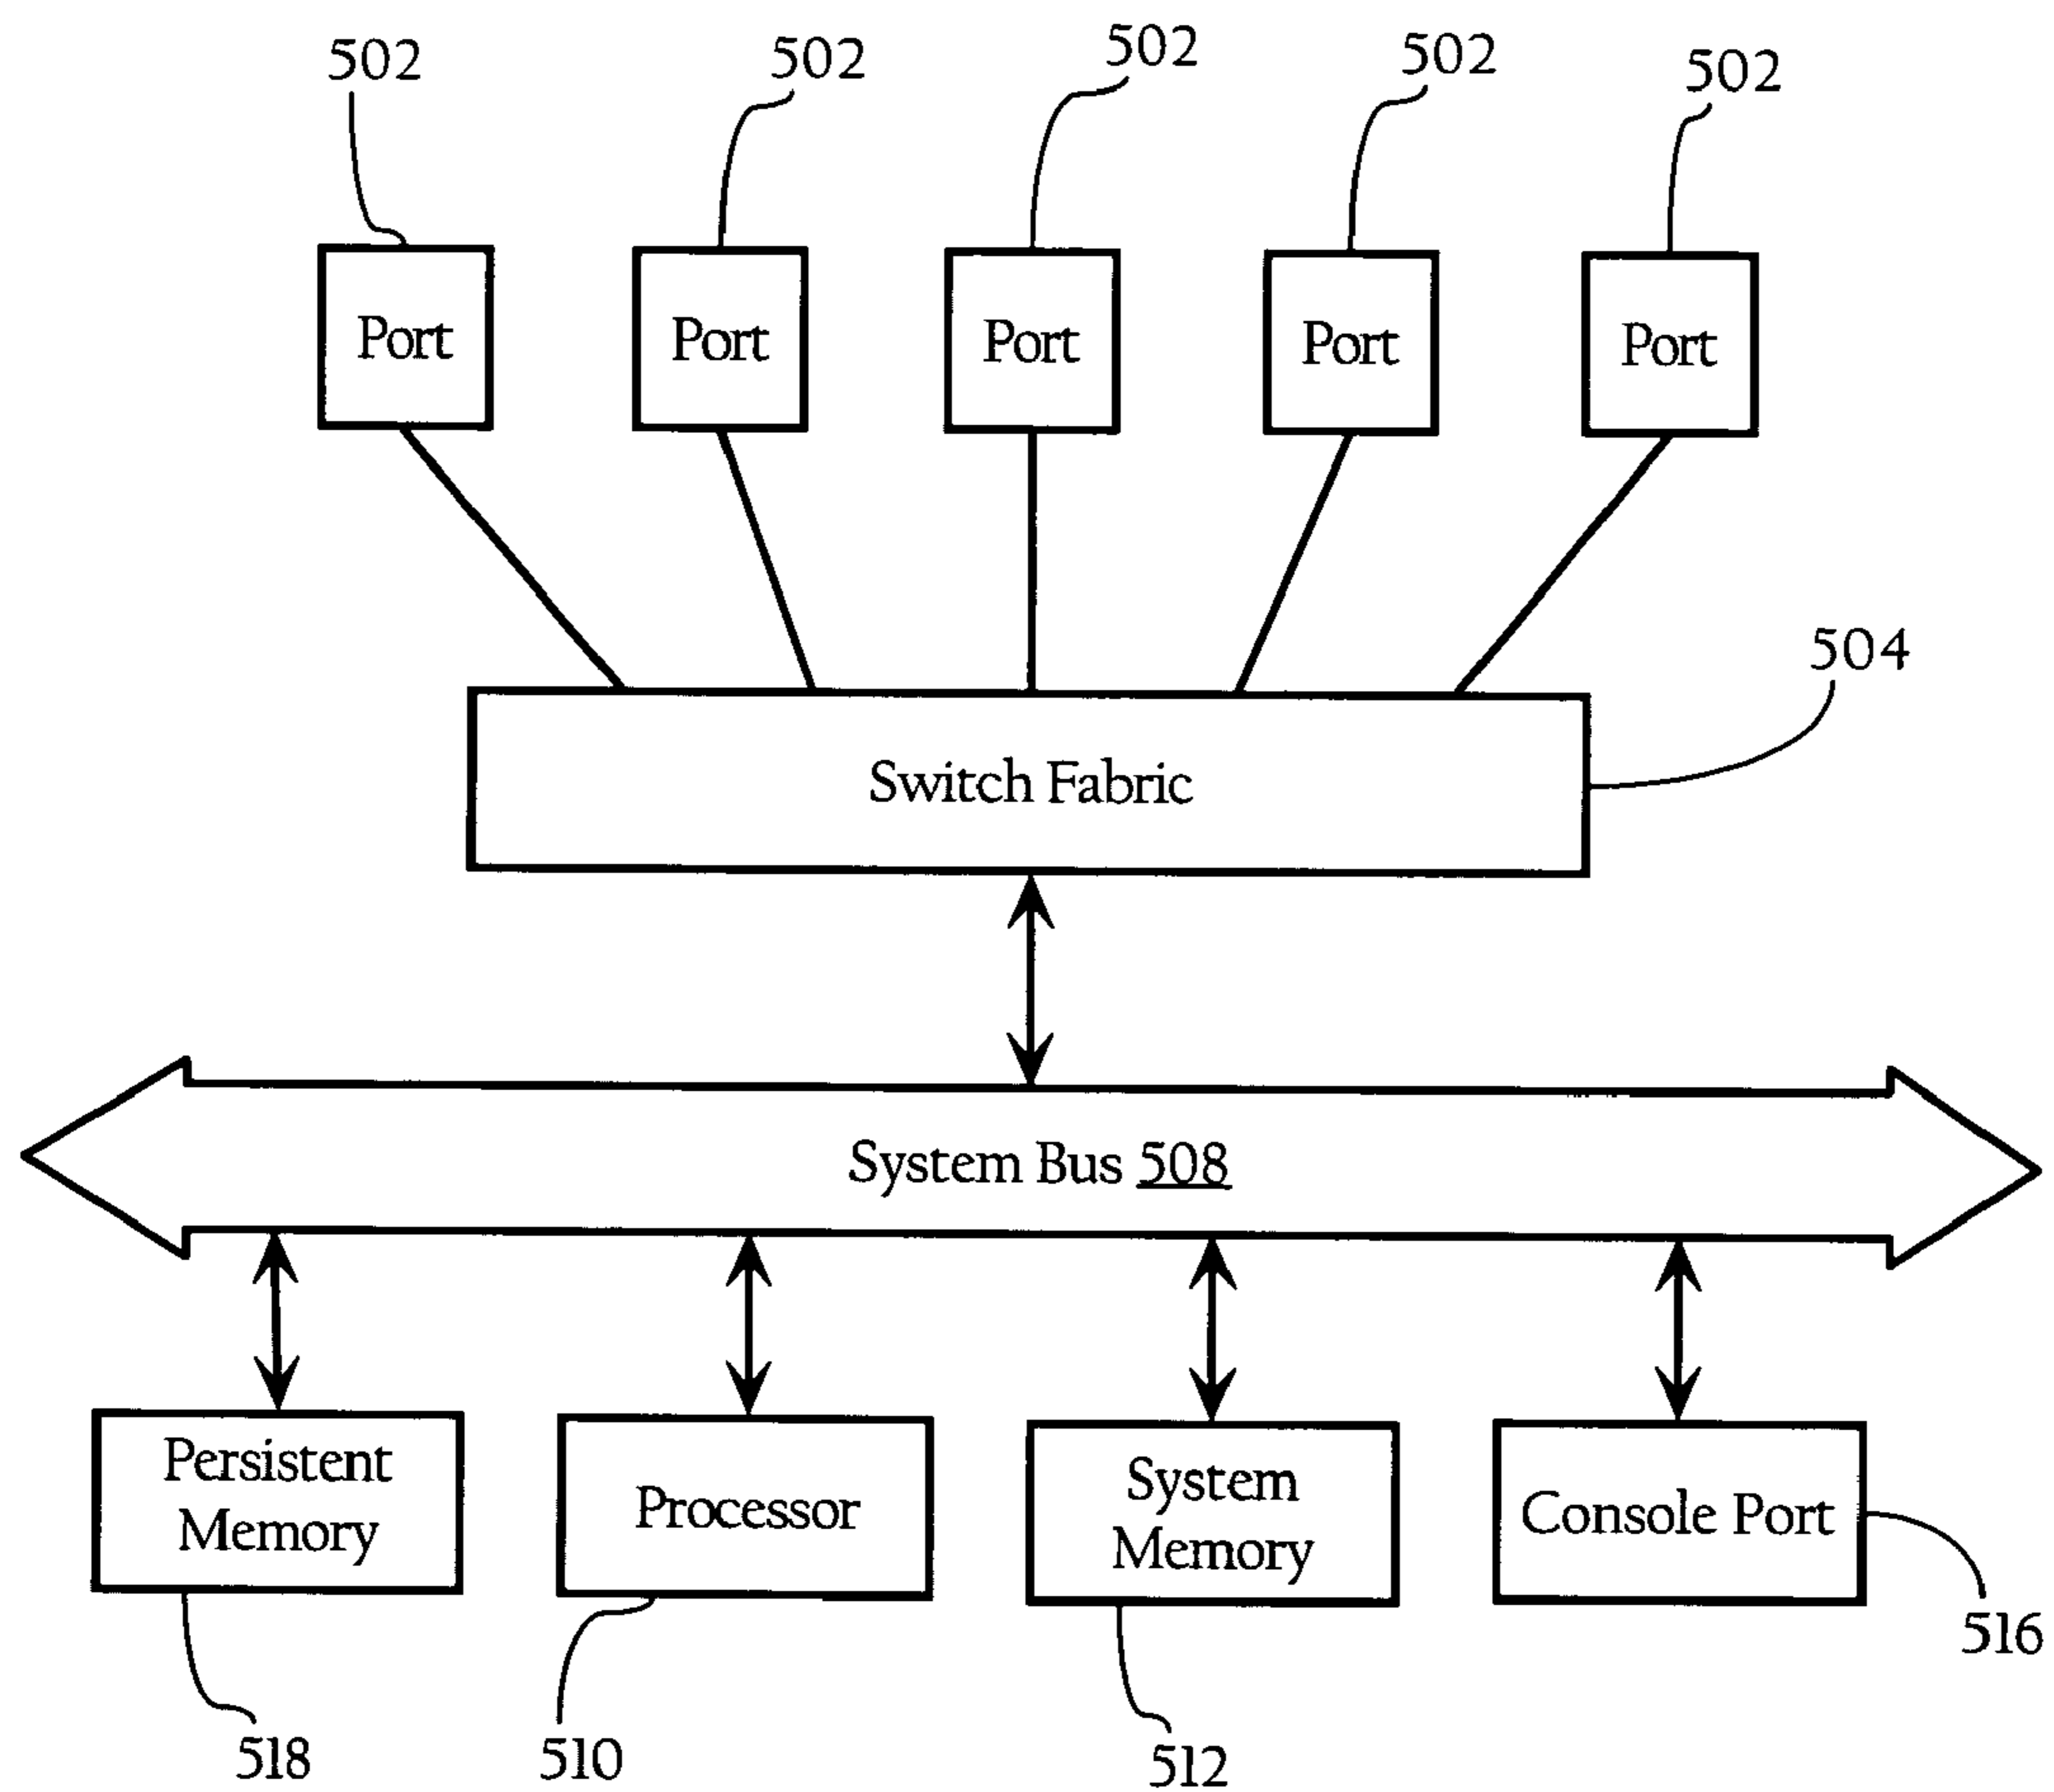 502
502
502
502
502
Port
Port
Port
Port
Port
504
Switch Fabric
System Bus 508
Persistent
Memory
Processor
System
Memory
Console Port
516
518
510
512